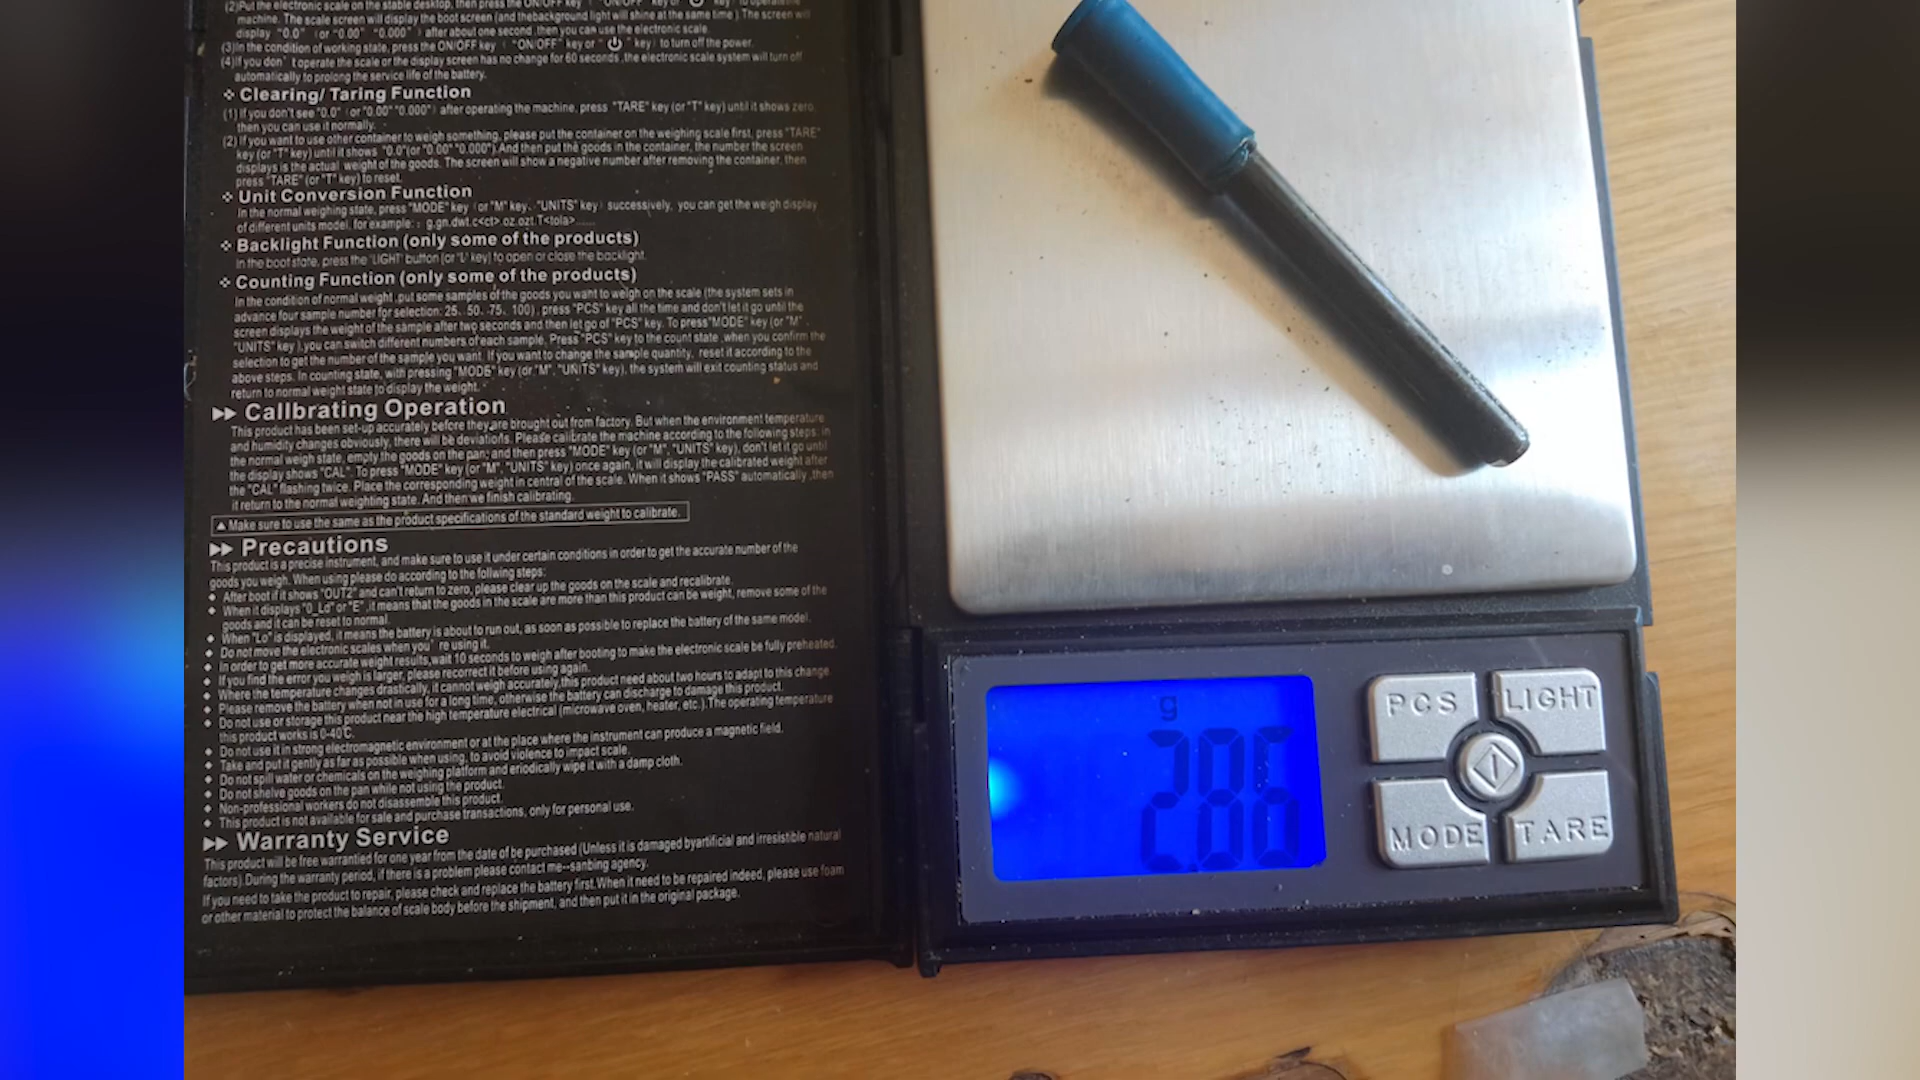 (2)Put the electronic scale on the stable desktop, then press the ON/OFF key ( "ON/OFF" key or " " key) to operate the
machine. The scale screen will display the boot screen (and thebackground light will shine at the same time ). The screen will
display "0.0" (or "0.00" "0.000" ) after about one second ,then you can use the electronic scale.
(3)In the condition of working state, press the ON/OFF key ( "ON/OFF" key or " " key) to turn off the power.
(4)If you don' t operate the scale or the display screen has no change for 60 seconds ,the electronic scale system will turn off
automatically to prolong the service life of the battery.
Clearing/ Taring Function
(1) If you don't see "0.0" (or "0.00" "0.000") after operating the machine, press "TARE" key (or "T" key) until it shows zero,
then you can use it normally.
(2) If you want to use other container to weigh something, please put the container on the weighing scale first, press "TARE"
key (or "T" key) until it shows "0.0"(or "0.00" "0.000").And then put the goods in the container, the number the screen
displays is the actual weight of the goods. The screen will show a negative number after removing the container, then
press "TARE" (or "T" key) to reset.
Unit Conversion Function
In the normal weighing state, press "MODE" key (or "M" key、"UNITS" key) successively, you can get the weigh display
of different units model, for example: : g.gn.dwt.c<ct>.oz.ozt.T<tola>......
Backlight Function (only some of the products)
In the boot state, press the "LIGHT" button (or "L" key) to open or close the backlight.
Counting Function (only some of the products)
In the condition of normal weight ,put some samples of the goods you want to weigh on the scale (the system sets in
advance four sample number for selection: 25、50、75、100) , press "PCS" key all the time and don't let it go until the
screen displays the weight of the sample after two seconds and then let go of "PCS" key. To press"MODE" key (or "M" 、
"UNITS" key ),you can switch different numbers of each sample. Press "PCS" key to the count state ,when you confirm the
selection to get the number of the sample you want. If you want to change the sample quantity, reset it according to the
above steps. In counting state, with pressing "MODE" key (or "M"、"UNITS" key), the system will exit counting status and
return to normal weight state to display the weight.
Calibrating Operation
This product has been set-up accurately before they are brought out from factory. But when the environment temperature
and humidity changes obviously, there will be deviations. Please calibrate the machine according to the following steps: in
the normal weigh state, empty the goods on the pan; and then press "MODE" key (or "M"、"UNITS" key), don't let it go until
the display shows "CAL". To press "MODE" key (or "M"、"UNITS" key) once again, it will display the calibrated weight after
the "CAL" flashing twice. Place the corresponding weight in central of the scale. When it shows "PASS" automatically ,then
it return to the normal weighting state. And then we finish calibrating.
▲ Make sure to use the same as the product specifications of the standard weight to calibrate.
Precautions
This product is a precise instrument, and make sure to use it under certain conditions in order to get the accurate number of the
goods you weigh. When using please do according to the follwing steps:
After boot if it shows "OUT2" and can't return to zero, please clear up the goods on the scale and recalibrate.
When it displays "0_Ld" or "E" ,it means that the goods in the scale are more than this product can be weight, remove some of the
goods and it can be reset to normal.
When "Lo" is displayed, it means the battery is about to run out, as soon as possible to replace the battery of the same model.
Do not move the electronic scales when you' re using it.
In order to get more accurate weight results,wait 10 seconds to weigh after booting to make the electronic scale be fully preheated.
If you find the error you weigh is larger, please recorrect it before using again.
Where the temperature changes drastically, it cannot weigh accurately,this product need about two hours to adapt to this change.
Please remove the battery when not in use for a long time, otherwise the battery can discharge to damage this product.
Do not use or storage this product near the high temperature electrical (microwave oven, heater, etc.).The operating temperature
this product works is 0-40℃.
Do not use it in strong electromagnetic environment or at the place where the instrument can produce a magnetic field.
Take and put it gently as far as possible when using, to avoid violence to impact scale.
Do not spill water or chemicals on the weighing platform and eriodically wipe it with a damp cloth.
Do not shelve goods on the pan while not using the product.
Non-professional workers do not disassemble this product.
This product is not available for sale and purchase transactions, only for personal use.
Warranty Service
This product will be free warrantied for one year from the date of be purchased (Unless it is damaged byartificial and irresistible natural
factors).During the warranty period, if there is a problem please contact me---sanbing agency.
If you need to take the product to repair, please check and replace the battery first.When it need to be repaired indeed, please use foam
or other material to protect the balance of scale body before the shipment, and then put it in the original package.
g
2.86
PCS LIGHT
MODE TARE